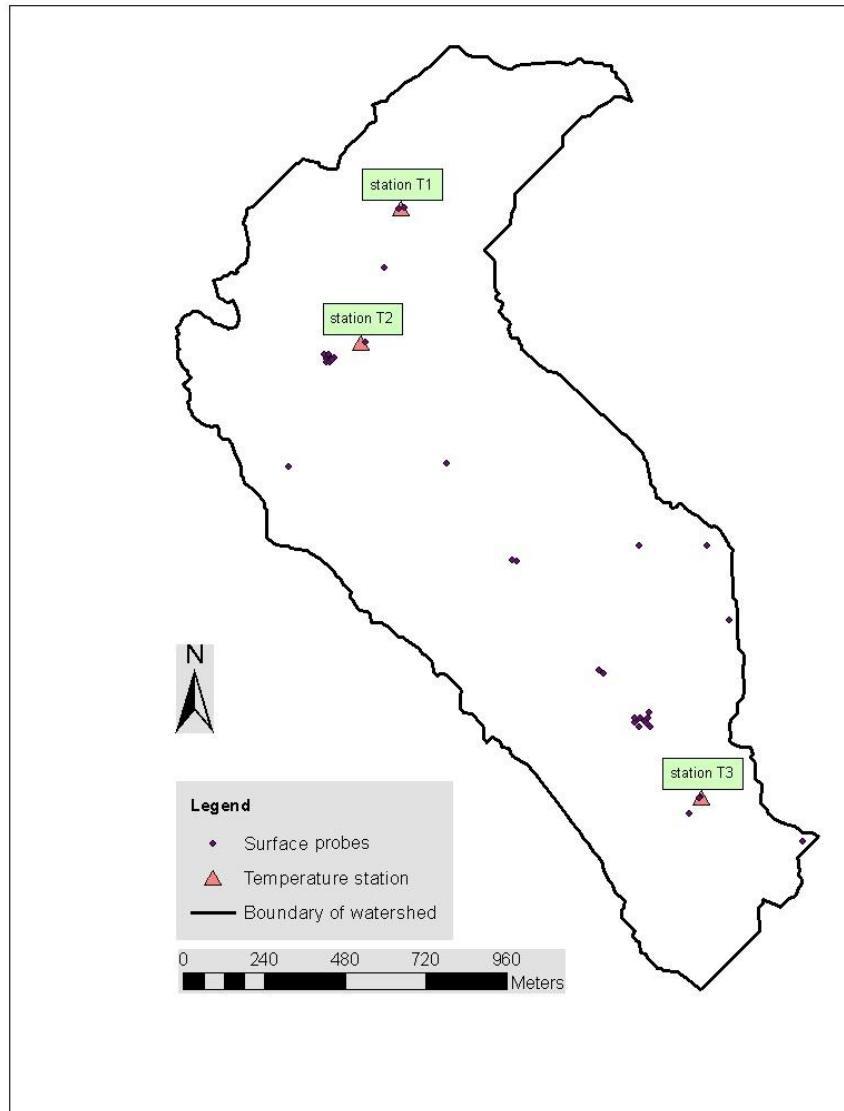 station T1
station T2
N
station T3
Legend
Surface probes
Temperature station
Boundary of watershed
0 240 480 720 960
Meters